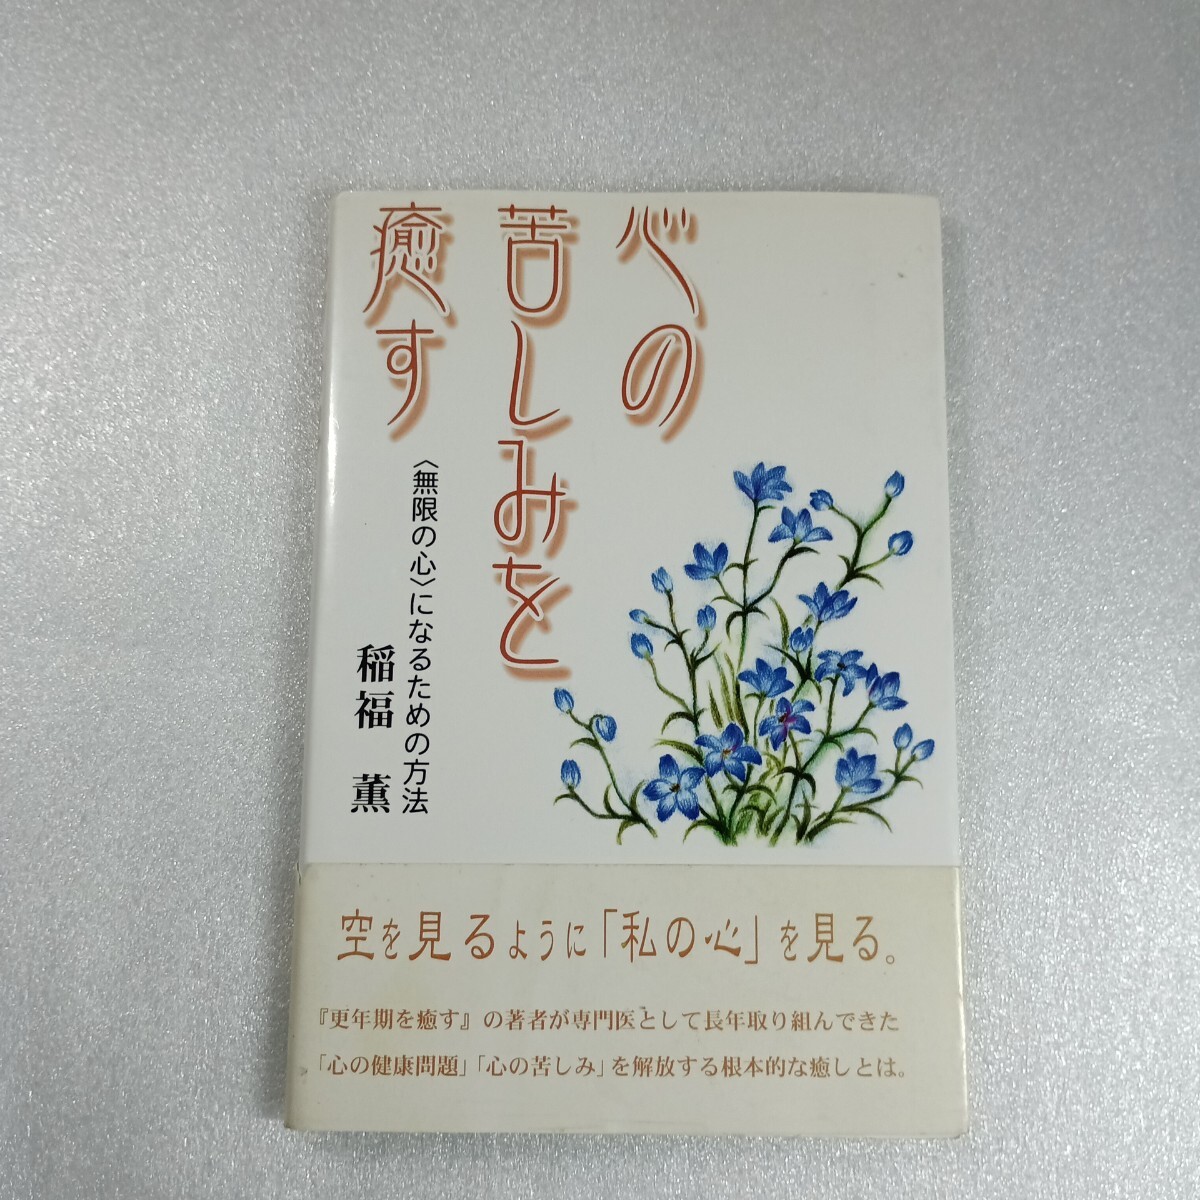 心の
苦しみを
癒す
〈無限の心〉になるための方法
稲福 薫
空を見るように「私の心」を見る。
『更年期を癒す』の著者が専門医として長年取り組んできた
「心の健康問題」「心の苦しみ」を解放する根本的な癒しとは。